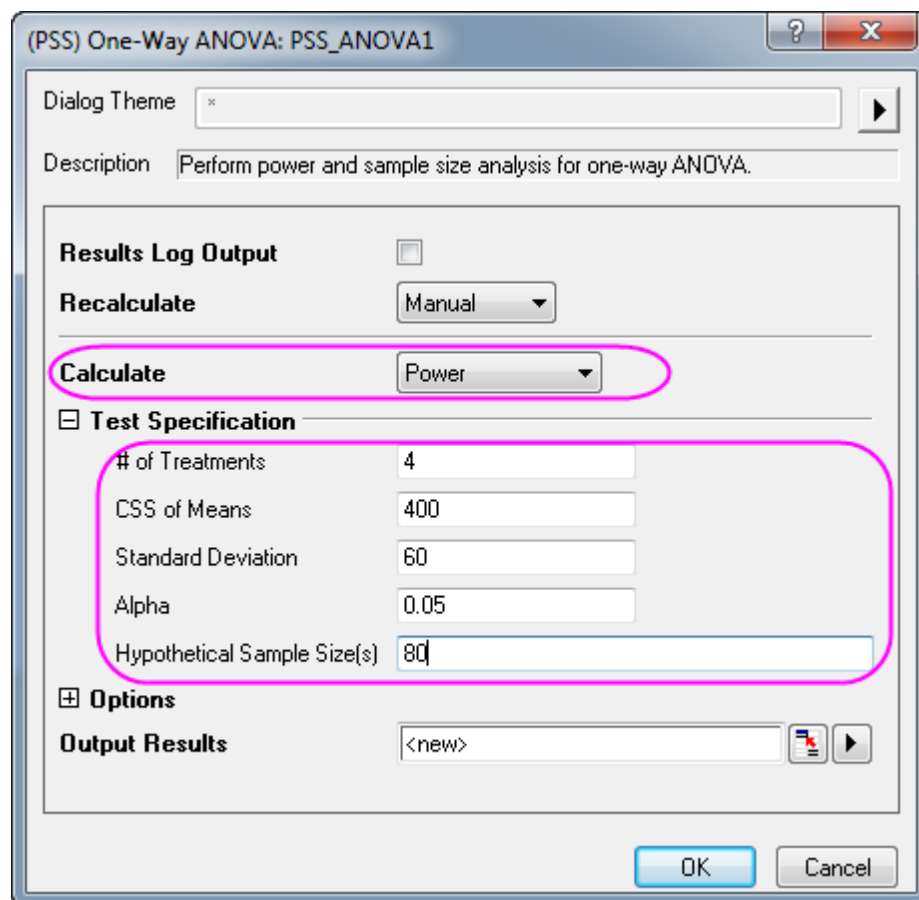 (PSS) One-Way ANOVA: PSS_ANOVA1
Dialog Theme *
Description Perform power and sample size analysis for one-way ANOVA.
Results Log Output
Recalculate Manual
Calculate Power
Test Specification
# of Treatments 4
CSS of Means 400
Standard Deviation 60
Alpha 0.05
Hypothetical Sample Size(s) 80
Options
Output Results <new>
OK Cancel